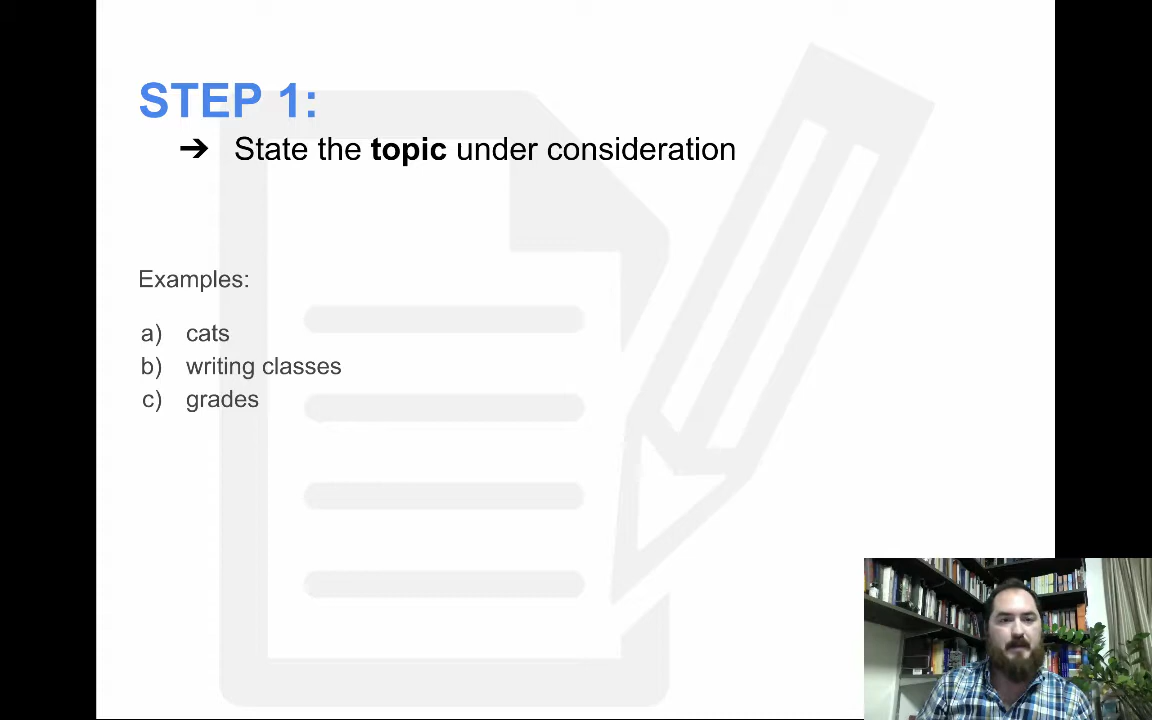 STEP 1:
➔ State the topic under consideration
Examples:
a) cats
b) writing classes
c) grades